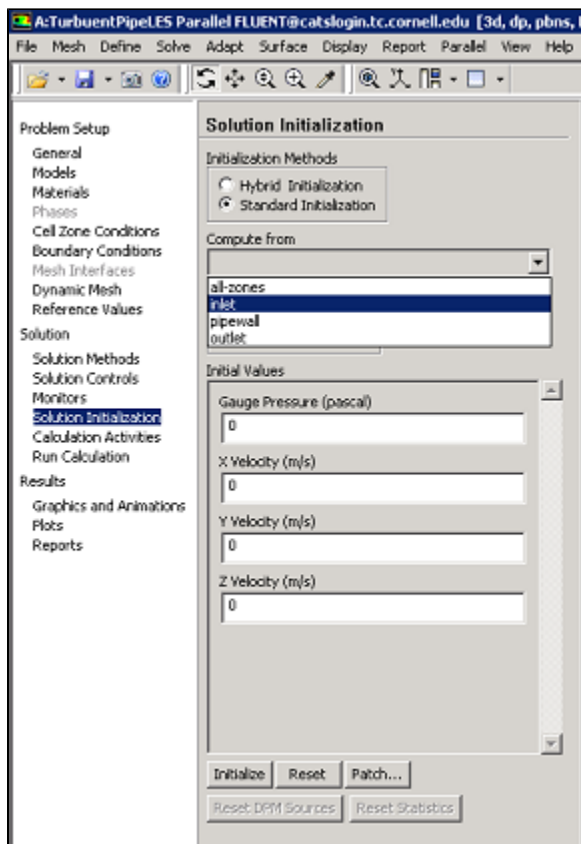 A:TurbuentPipeLES Parallel FLUENT@catslogin.tc.cornell.edu [3d, dp, pbns,
File Mesh Define Solve Adapt Surface Display Report Parallel View Help
Problem Setup
General
Models
Materials
Phases
Cell Zone Conditions
Boundary Conditions
Mesh Interfaces
Dynamic Mesh
Reference Values
Solution
Solution Methods
Solution Controls
Monitors
Solution Initialization
Calculation Activities
Run Calculation
Results
Graphics and Animations
Plots
Reports
Solution Initialization
Initialization Methods
Hybrid Initialization
Standard Initialization
Compute from
all-zones
inlet
pipewall
outlet
Initial Values
Gauge Pressure (pascal)
0
X Velocity (m/s)
0
Y Velocity (m/s)
0
Z Velocity (m/s)
0
Initialize Reset Patch...
Reset DPM Sources Reset Statistics